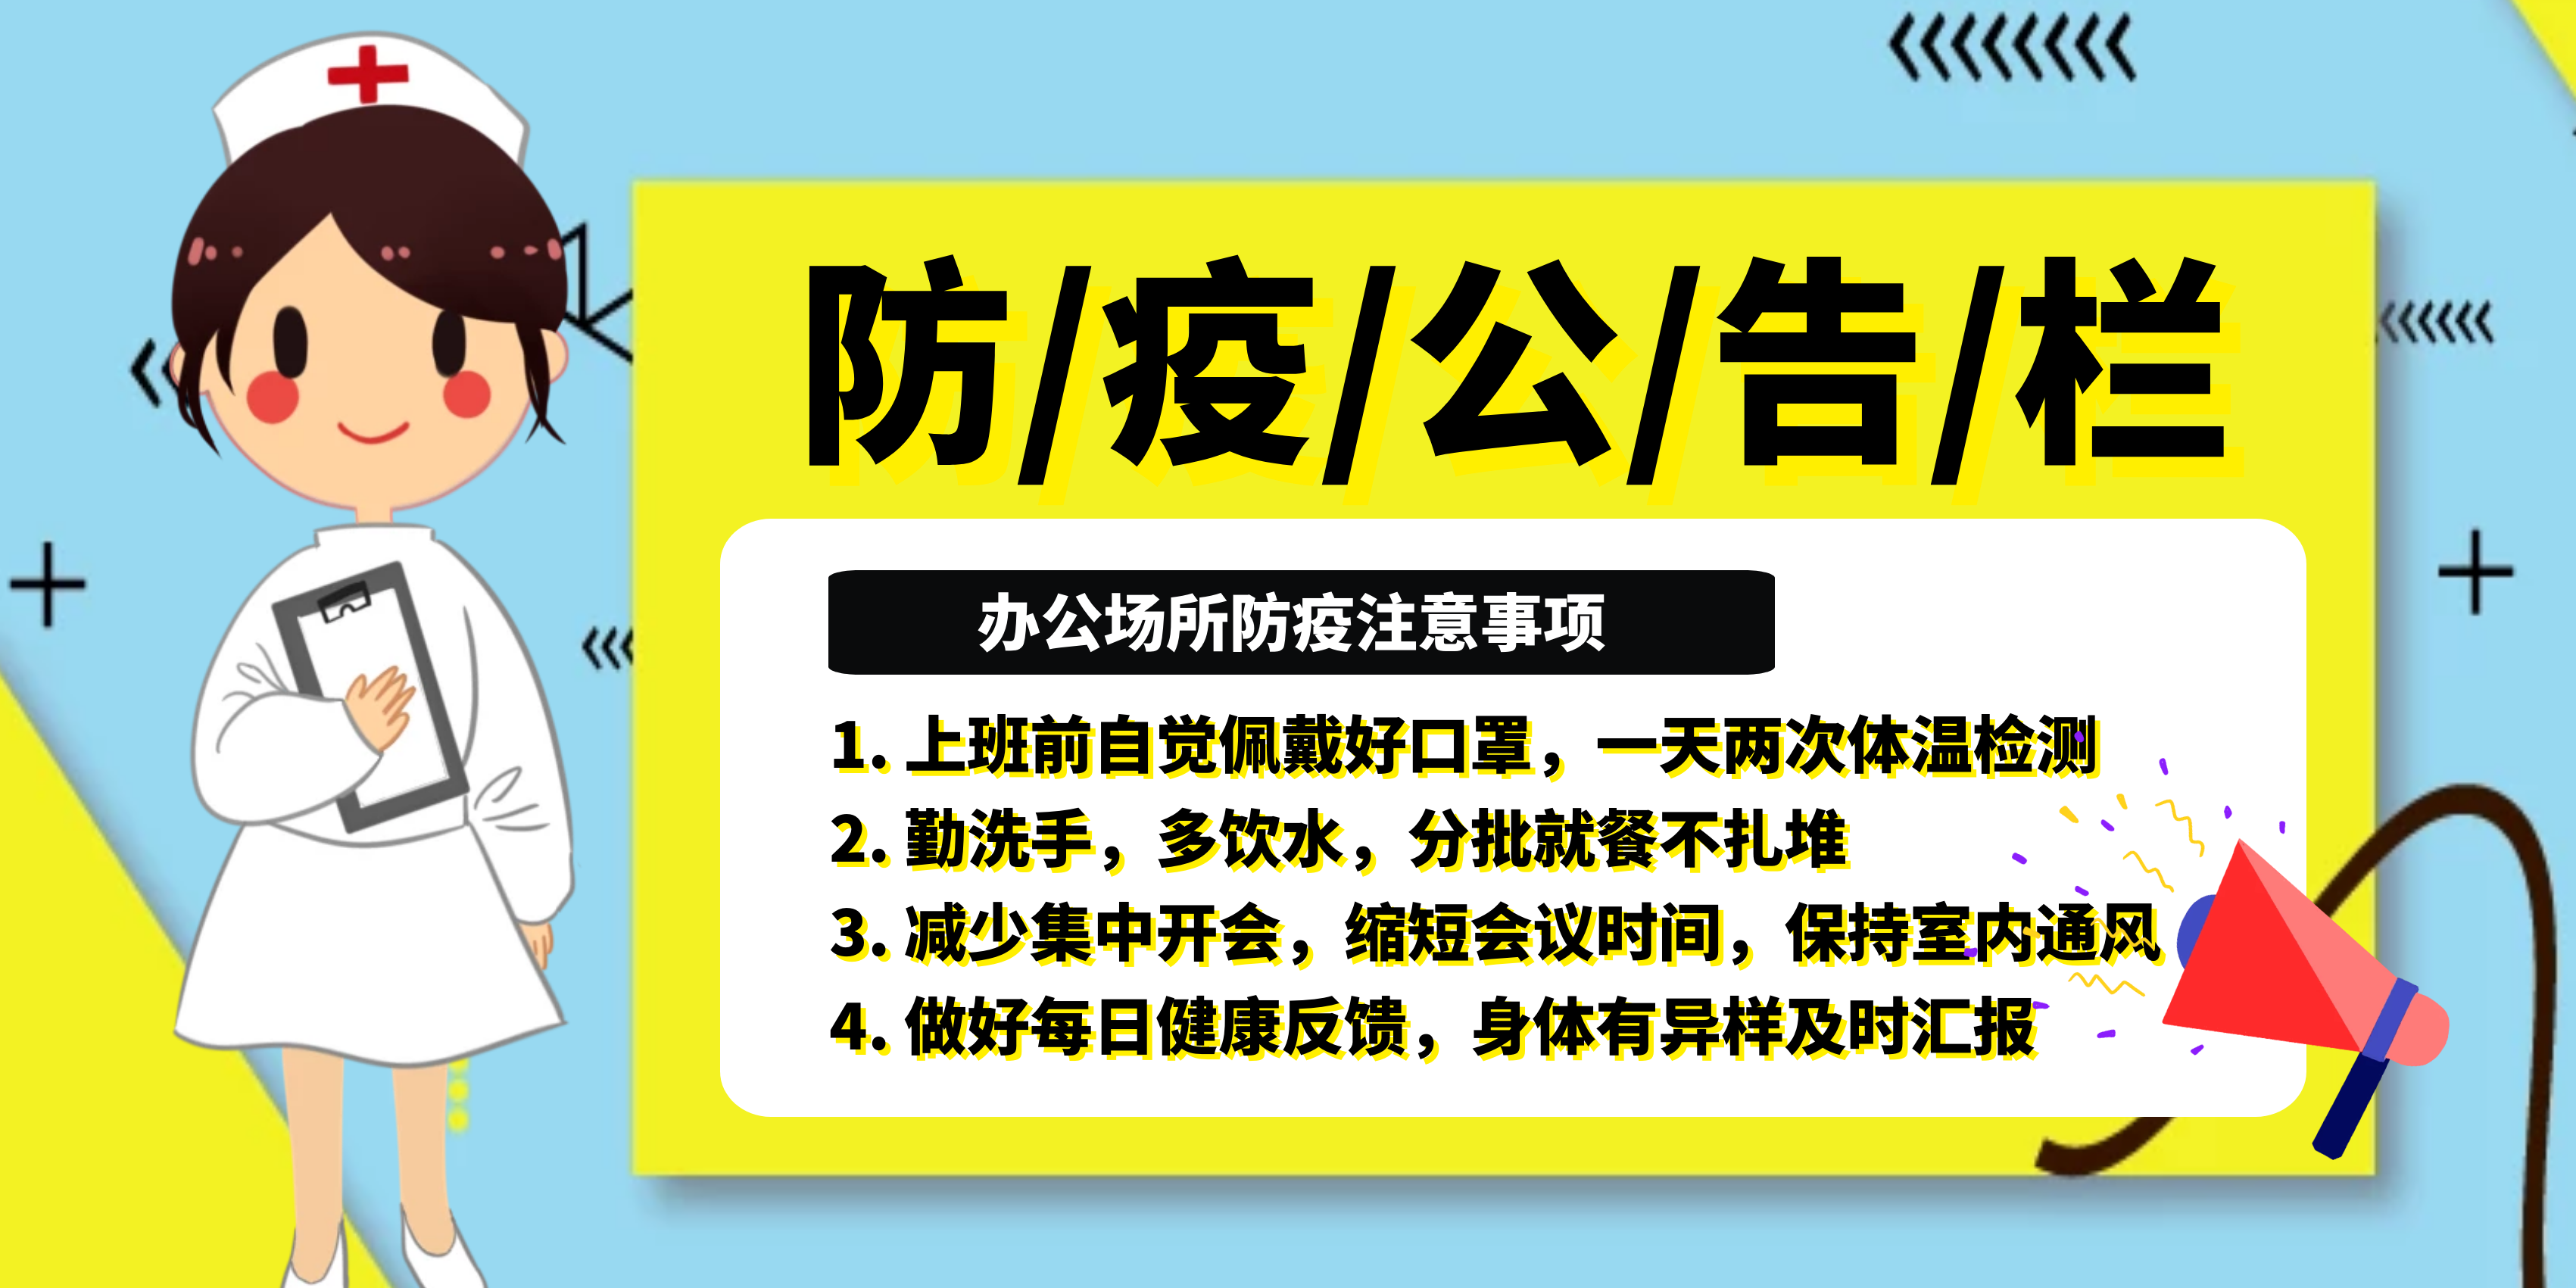 防/疫/公/告/栏
办公场所防疫注意事项
1. 上班前自觉佩戴好口罩，一天两次体温检测
2. 勤洗手，多饮水，分批就餐不扎堆
3. 减少集中开会，缩短会议时间，保持室内通风
4. 做好每日健康反馈，身体有异样及时汇报